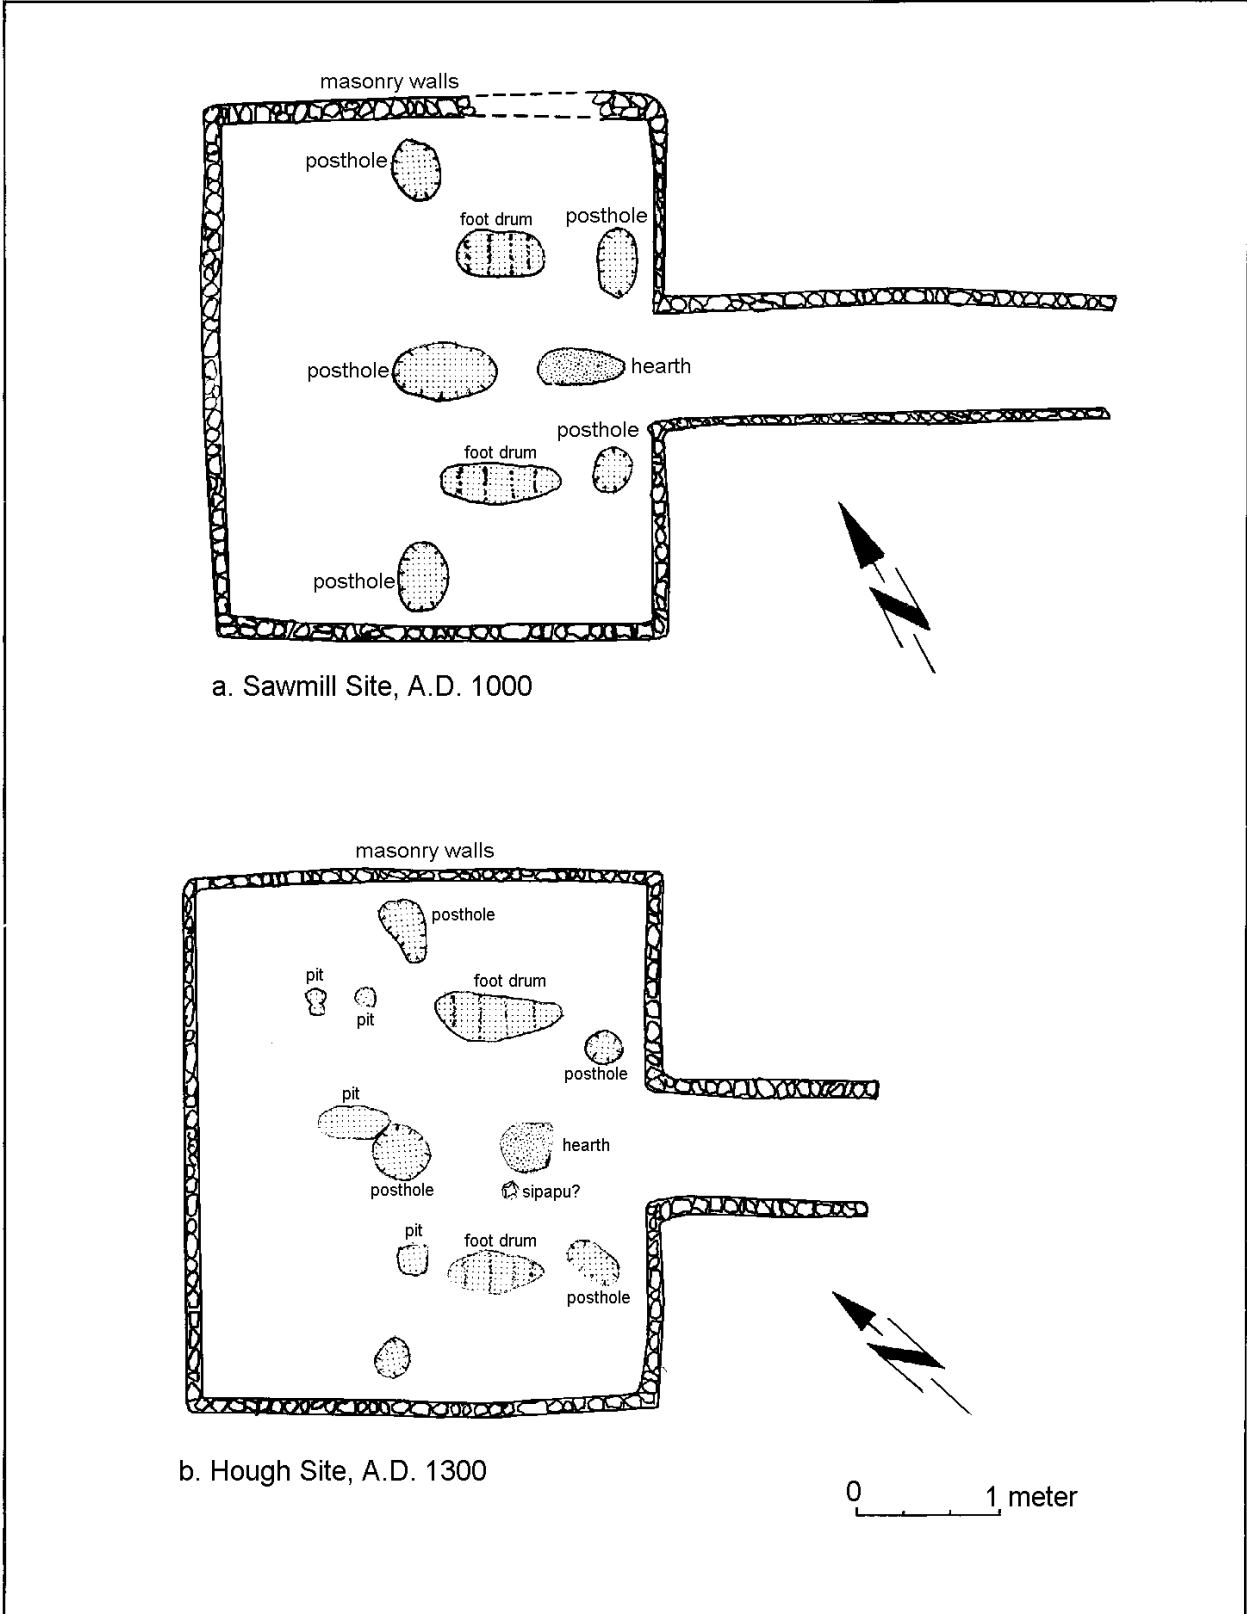 masonry walls
posthole
foot drum
posthole
posthole
hearth
posthole
foot drum
posthole
a. Sawmill Site, A.D. 1000
masonry walls
posthole
pit
foot drum
pit
posthole
pit
hearth
posthole
sipapu?
pit
foot drum
posthole
b. Hough Site, A.D. 1300
0
1 meter